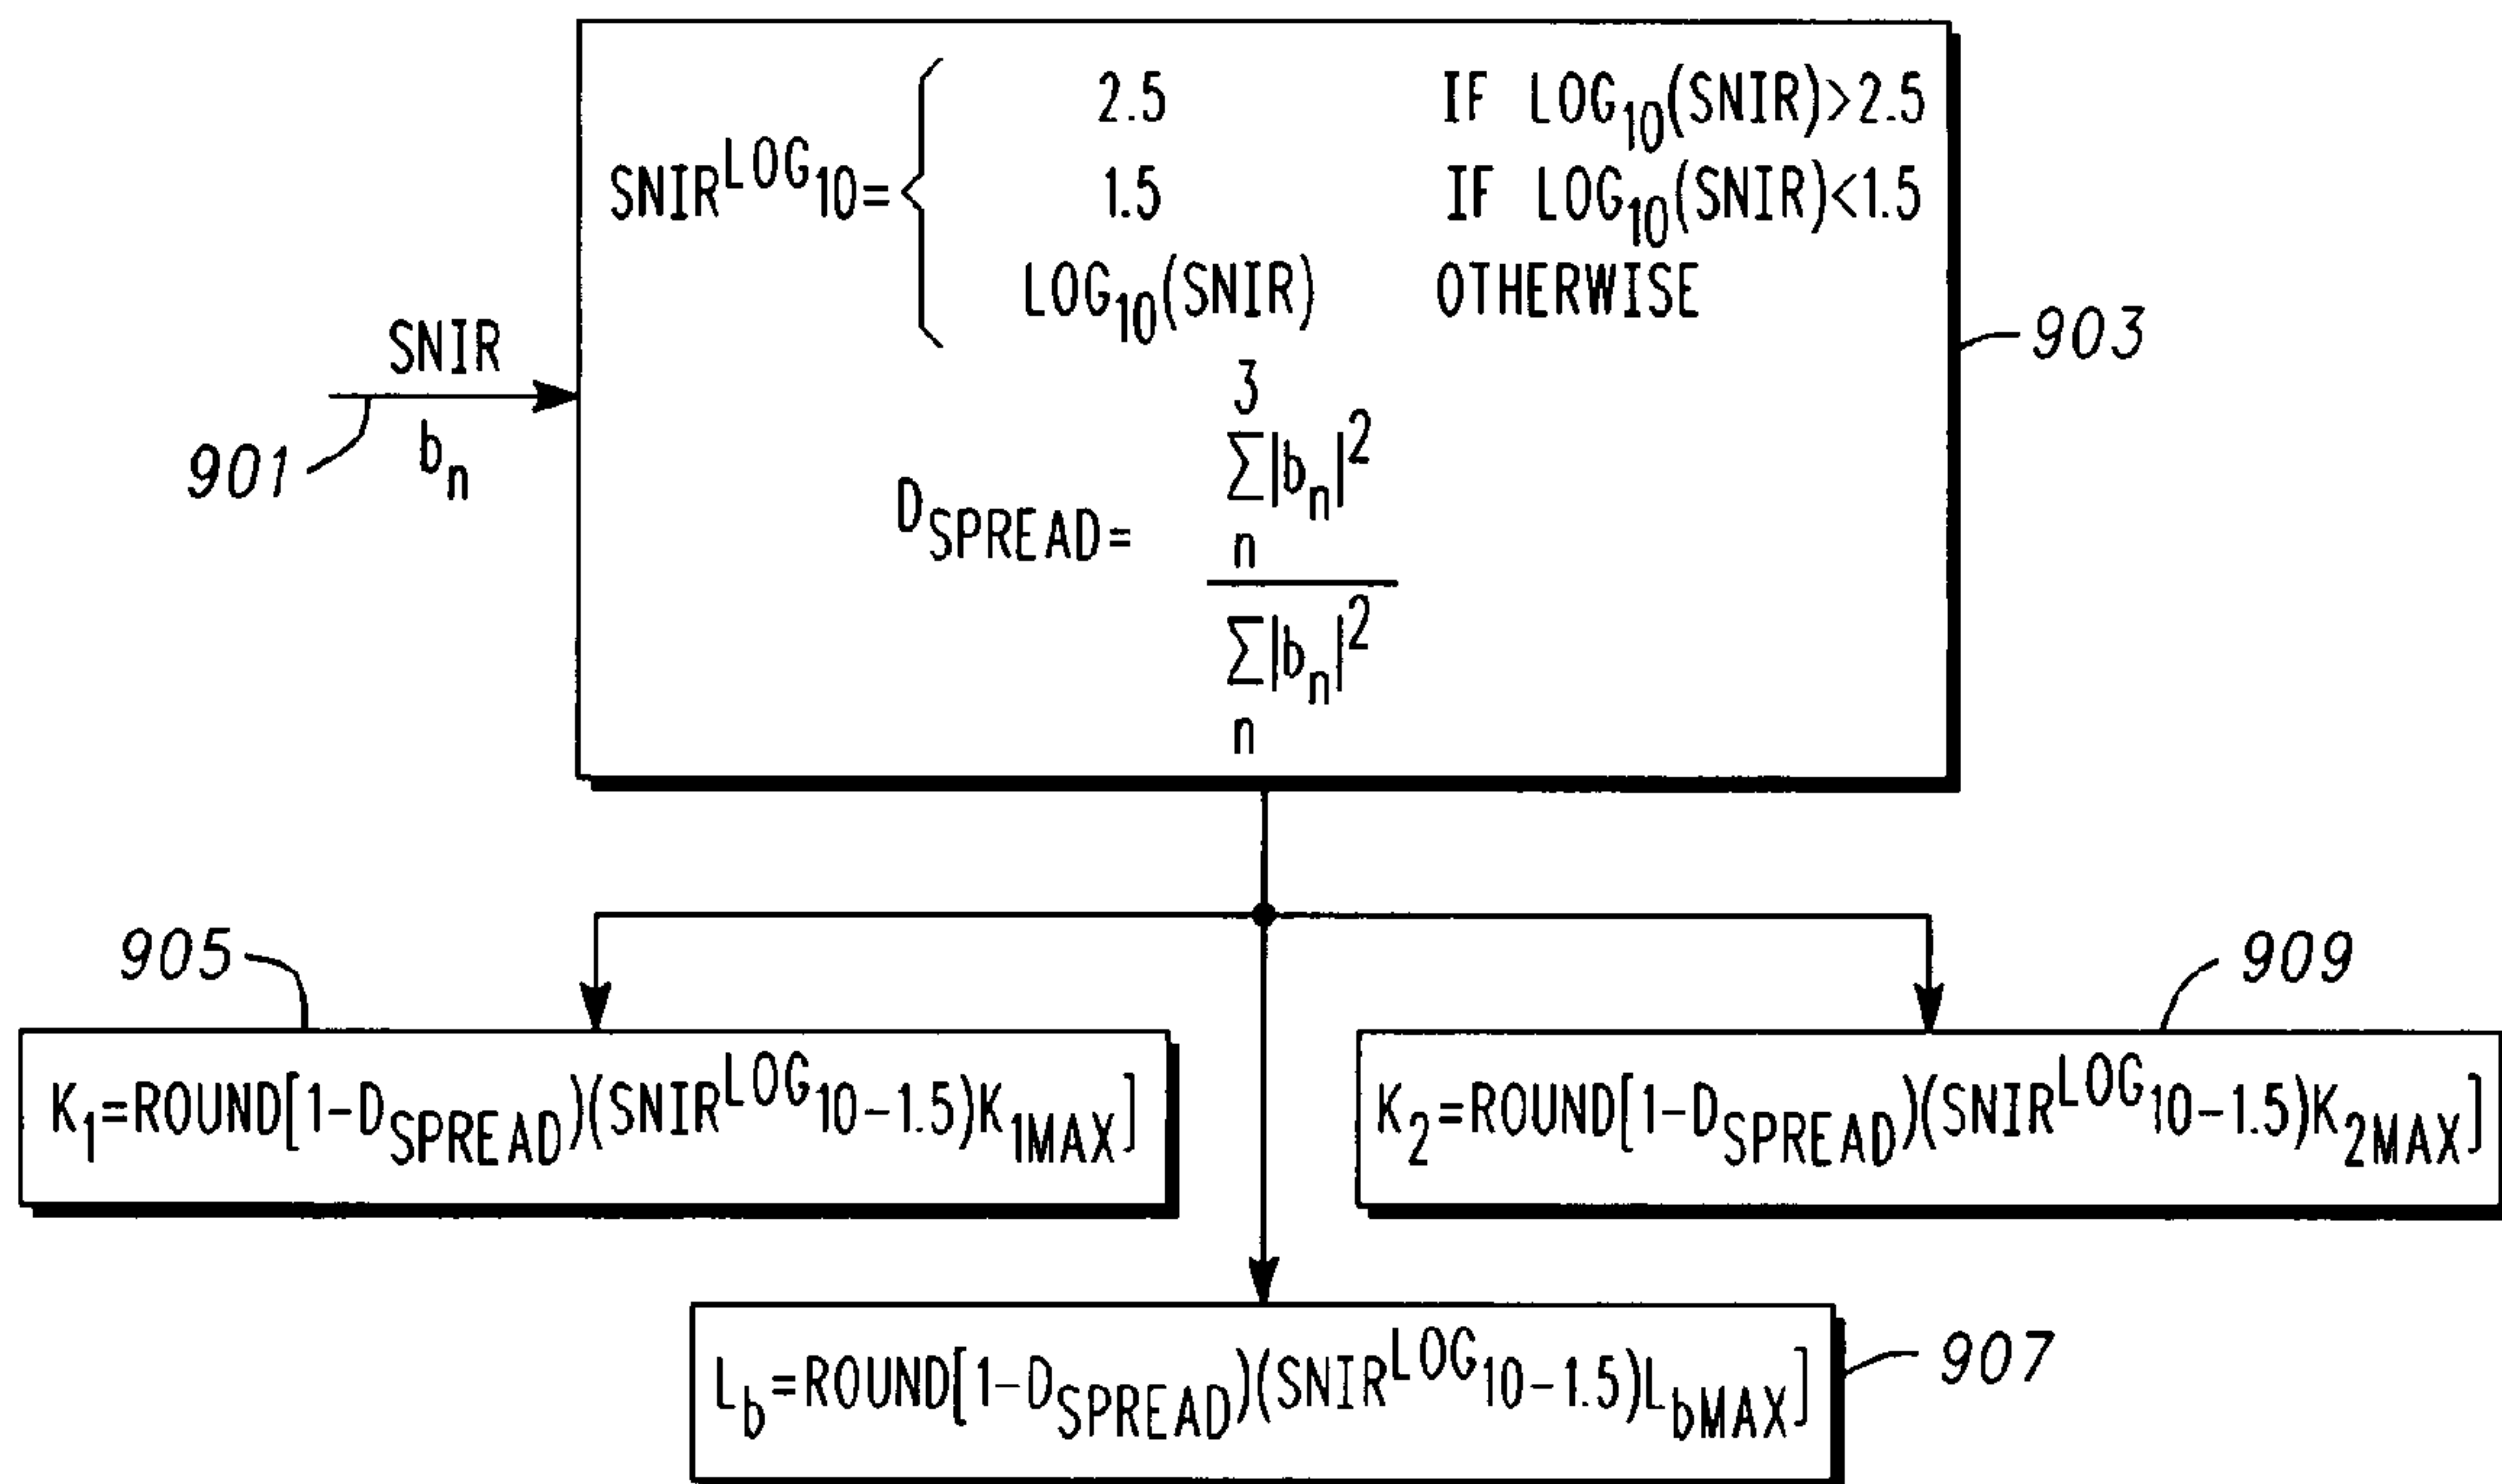 2.5 IF LOG10(SNIR)>2.5
SNIR^LOG10= { 1.5 IF LOG10(SNIR)<1.5
LOG10(SNIR) OTHERWISE
SNIR
bn
901
903
3
Σ|bn|^2
n
DSPREAD=
Σ|bn|^2
n
905
909
K1=ROUND[1-DSPREAD)(SNIR^LOG10-1.5)K1MAX]
K2=ROUND[1-DSPREAD)(SNIR^LOG10-1.5)K2MAX]
Lb=ROUND[1-DSPREAD)(SNIR^LOG10-1.5)LbMAX]
907